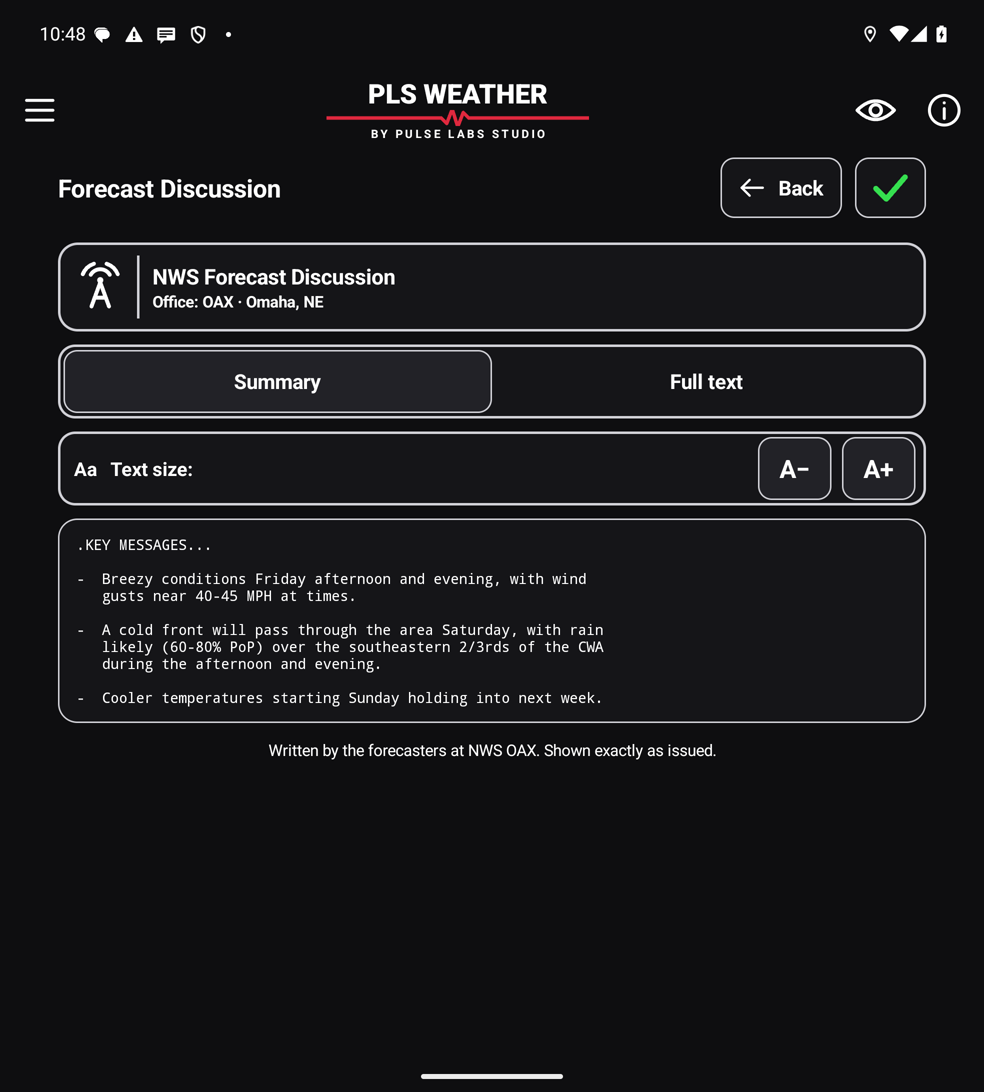 10:48
PLS WEATHER
BY PULSE LABS STUDIO
Forecast Discussion
Back
NWS Forecast Discussion
Office: OAX · Omaha, NE
Summary
Full text
Aa Text size:
A−
A+
.KEY MESSAGES...
- Breezy conditions Friday afternoon and evening, with wind
gusts near 40-45 MPH at times.
- A cold front will pass through the area Saturday, with rain
likely (60-80% PoP) over the southeastern 2/3rds of the CWA
during the afternoon and evening.
- Cooler temperatures starting Sunday holding into next week.
Written by the forecasters at NWS OAX. Shown exactly as issued.